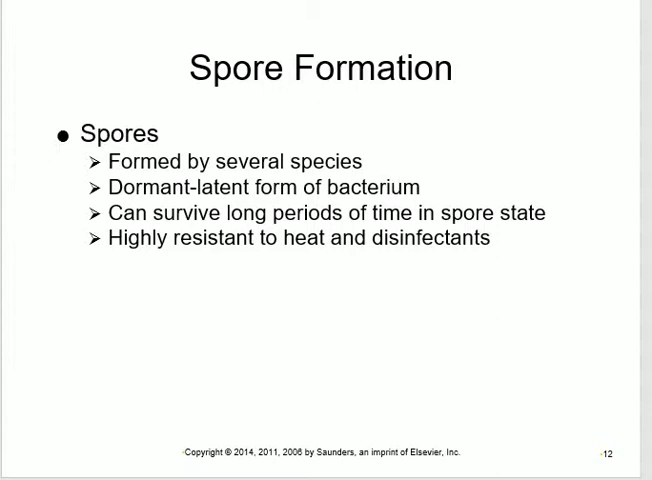 Spore Formation
● Spores
➢ Formed by several species
➢ Dormant-latent form of bacterium
➢ Can survive long periods of time in spore state
➢ Highly resistant to heat and disinfectants
•Copyright © 2014, 2011, 2006 by Saunders, an imprint of Elsevier, Inc.
•12